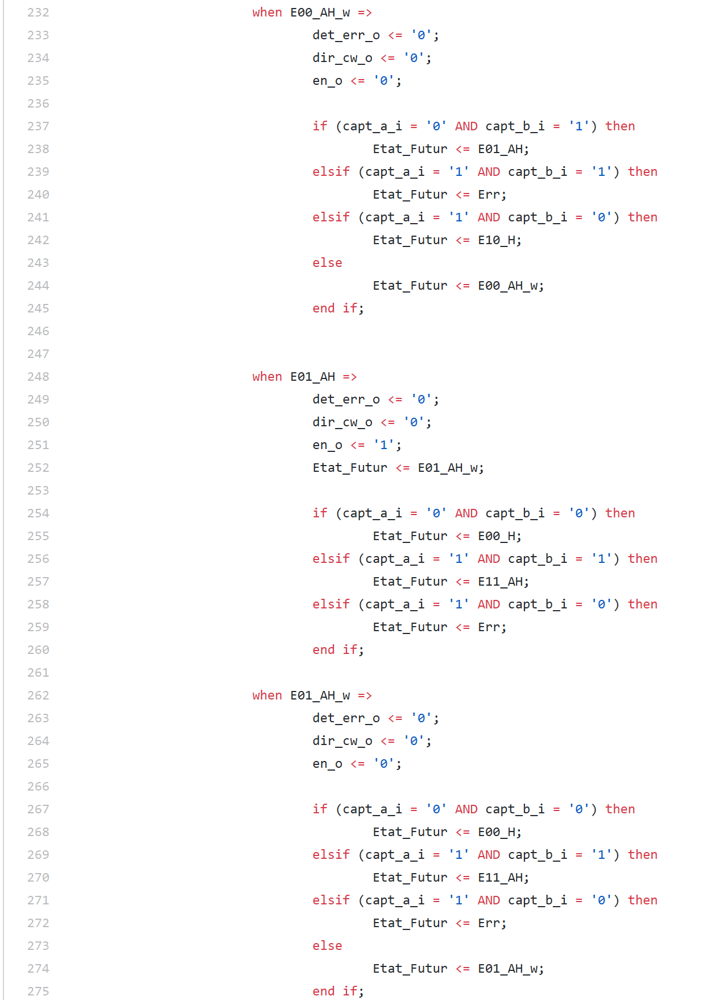 232 when E00_AH_w =>
233 det_err_o <= '0';
234 dir_cw_o <= '0';
235 en_o <= '0';
236
237 if (capt_a_i = '0' AND capt_b_i = '1') then
238 Etat_Futur <= E01_AH;
239 elsif (capt_a_i = '1' AND capt_b_i = '1') then
240 Etat_Futur <= Err;
241 elsif (capt_a_i = '1' AND capt_b_i = '0') then
242 Etat_Futur <= E10_H;
243 else
244 Etat_Futur <= E00_AH_w;
245 end if;
246
247
248 when E01_AH =>
249 det_err_o <= '0';
250 dir_cw_o <= '0';
251 en_o <= '1';
252 Etat_Futur <= E01_AH_w;
253
254 if (capt_a_i = '0' AND capt_b_i = '0') then
255 Etat_Futur <= E00_H;
256 elsif (capt_a_i = '1' AND capt_b_i = '1') then
257 Etat_Futur <= E11_AH;
258 elsif (capt_a_i = '1' AND capt_b_i = '0') then
259 Etat_Futur <= Err;
260 end if;
261
262 when E01_AH_w =>
263 det_err_o <= '0';
264 dir_cw_o <= '0';
265 en_o <= '0';
266
267 if (capt_a_i = '0' AND capt_b_i = '0') then
268 Etat_Futur <= E00_H;
269 elsif (capt_a_i = '1' AND capt_b_i = '1') then
270 Etat_Futur <= E11_AH;
271 elsif (capt_a_i = '1' AND capt_b_i = '0') then
272 Etat_Futur <= Err;
273 else
274 Etat_Futur <= E01_AH_w;
275 end if;